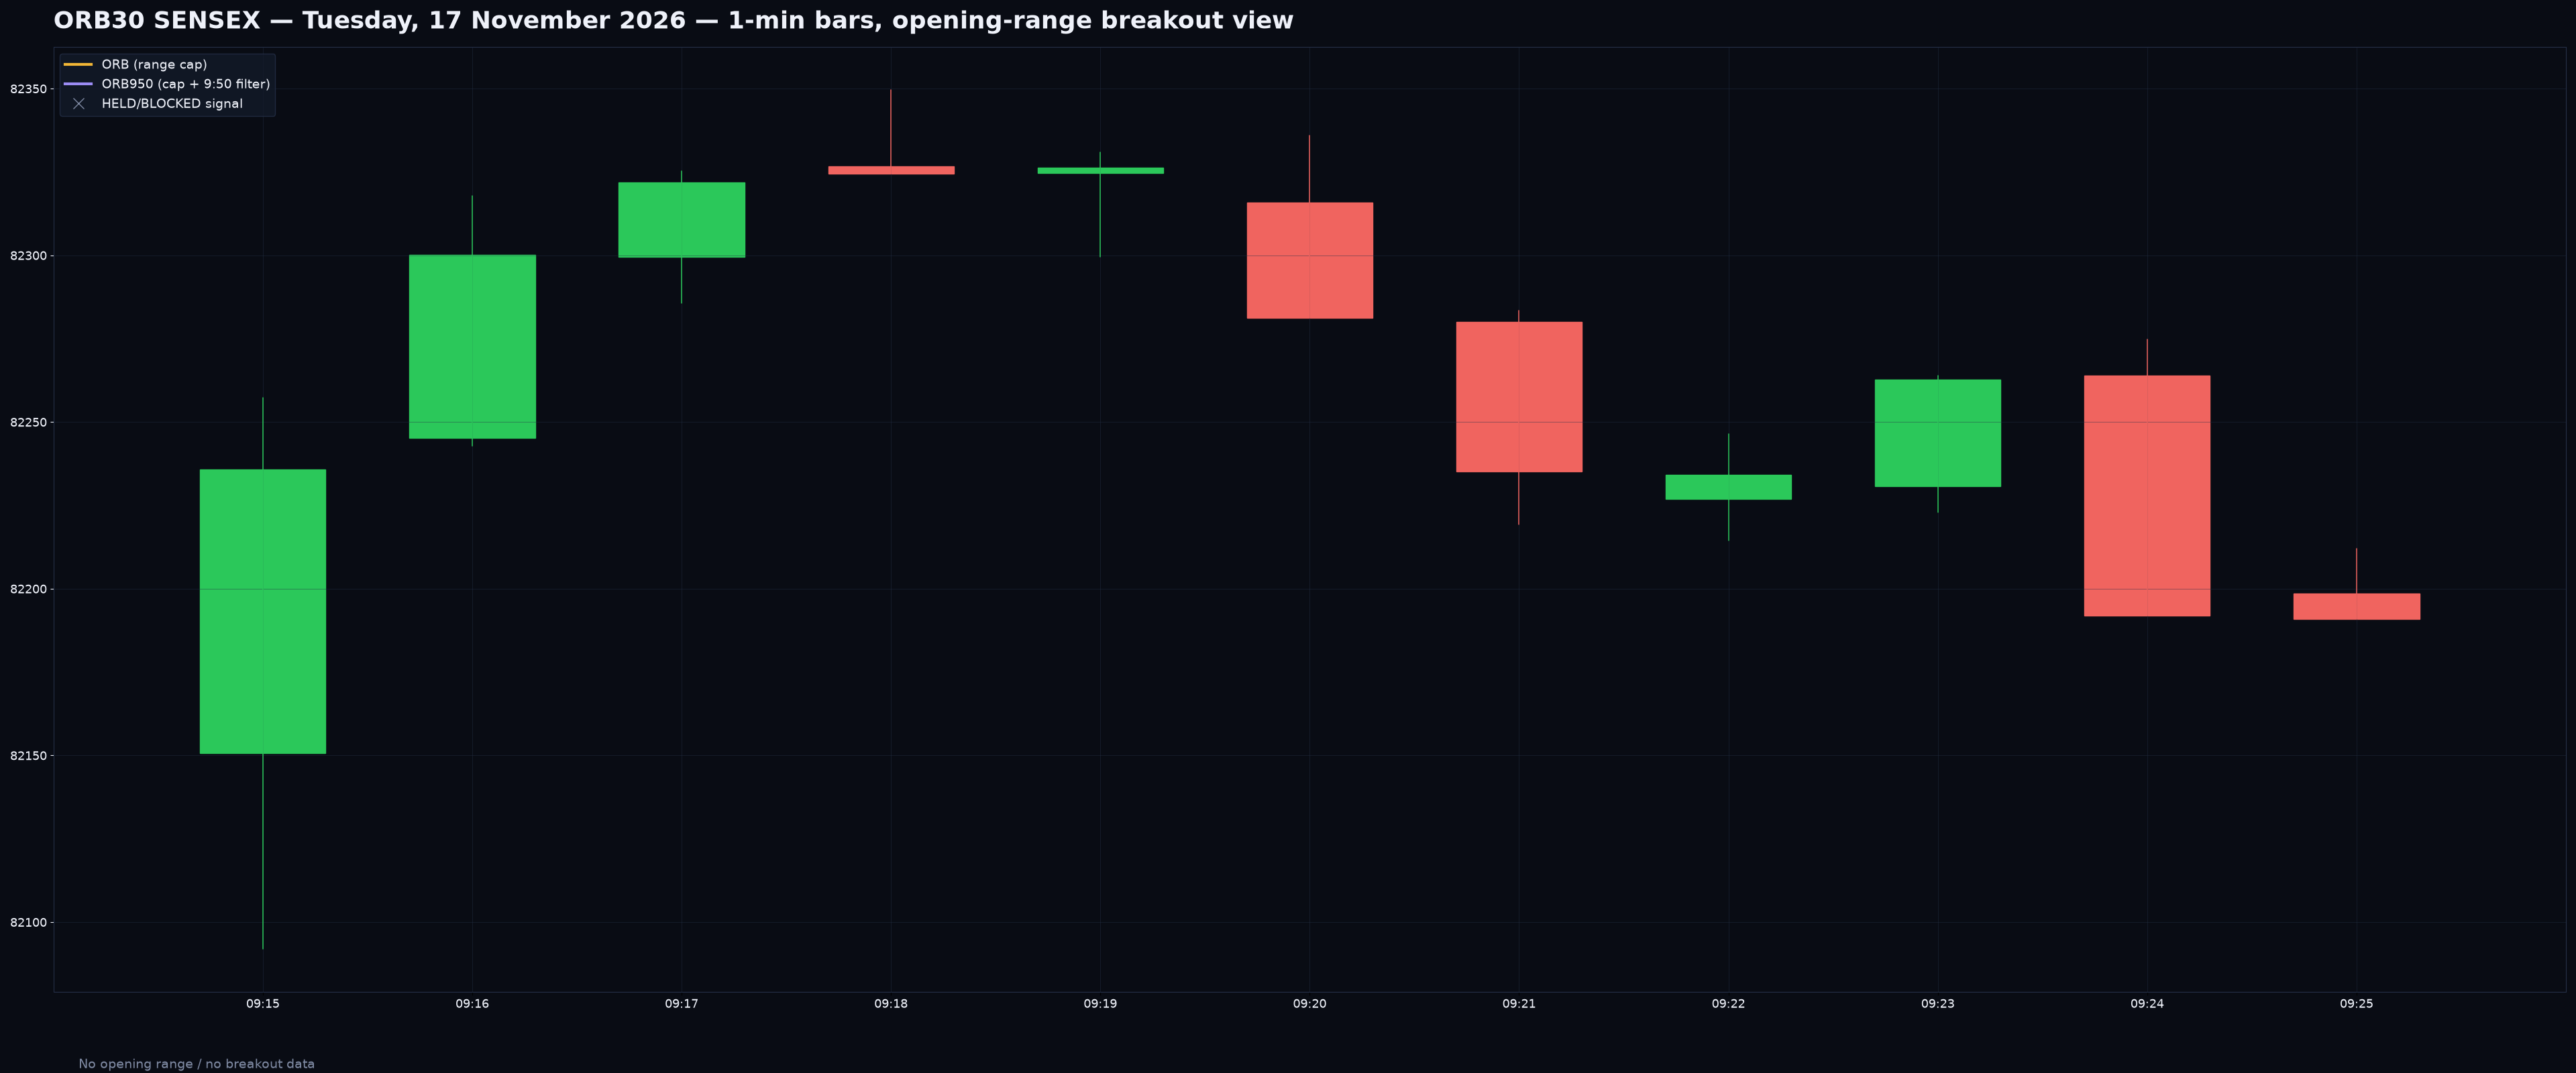 ORB30 SENSEX — Tuesday, 17 November 2026 — 1-min bars, opening-range breakout view
ORB (range cap)
ORB950 (cap + 9:50 filter)
HELD/BLOCKED signal
82350
82300
82250
82200
82150
82100
09:15 09:16 09:17 09:18 09:19 09:20 09:21 09:22 09:23 09:24 09:25
No opening range / no breakout data